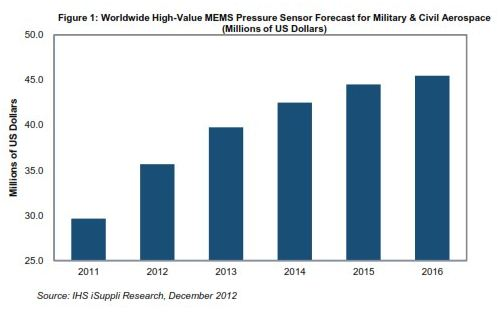 Figure 1: Worldwide High-Value MEMS Pressure Sensor Forecast for Military & Civil Aerospace
(Millions of US Dollars)
50.0
45.0
40.0
35.0
30.0
25.0
Millions of US Dollars
2011 2012 2013 2014 2015 2016
Source: IHS iSuppli Research, December 2012